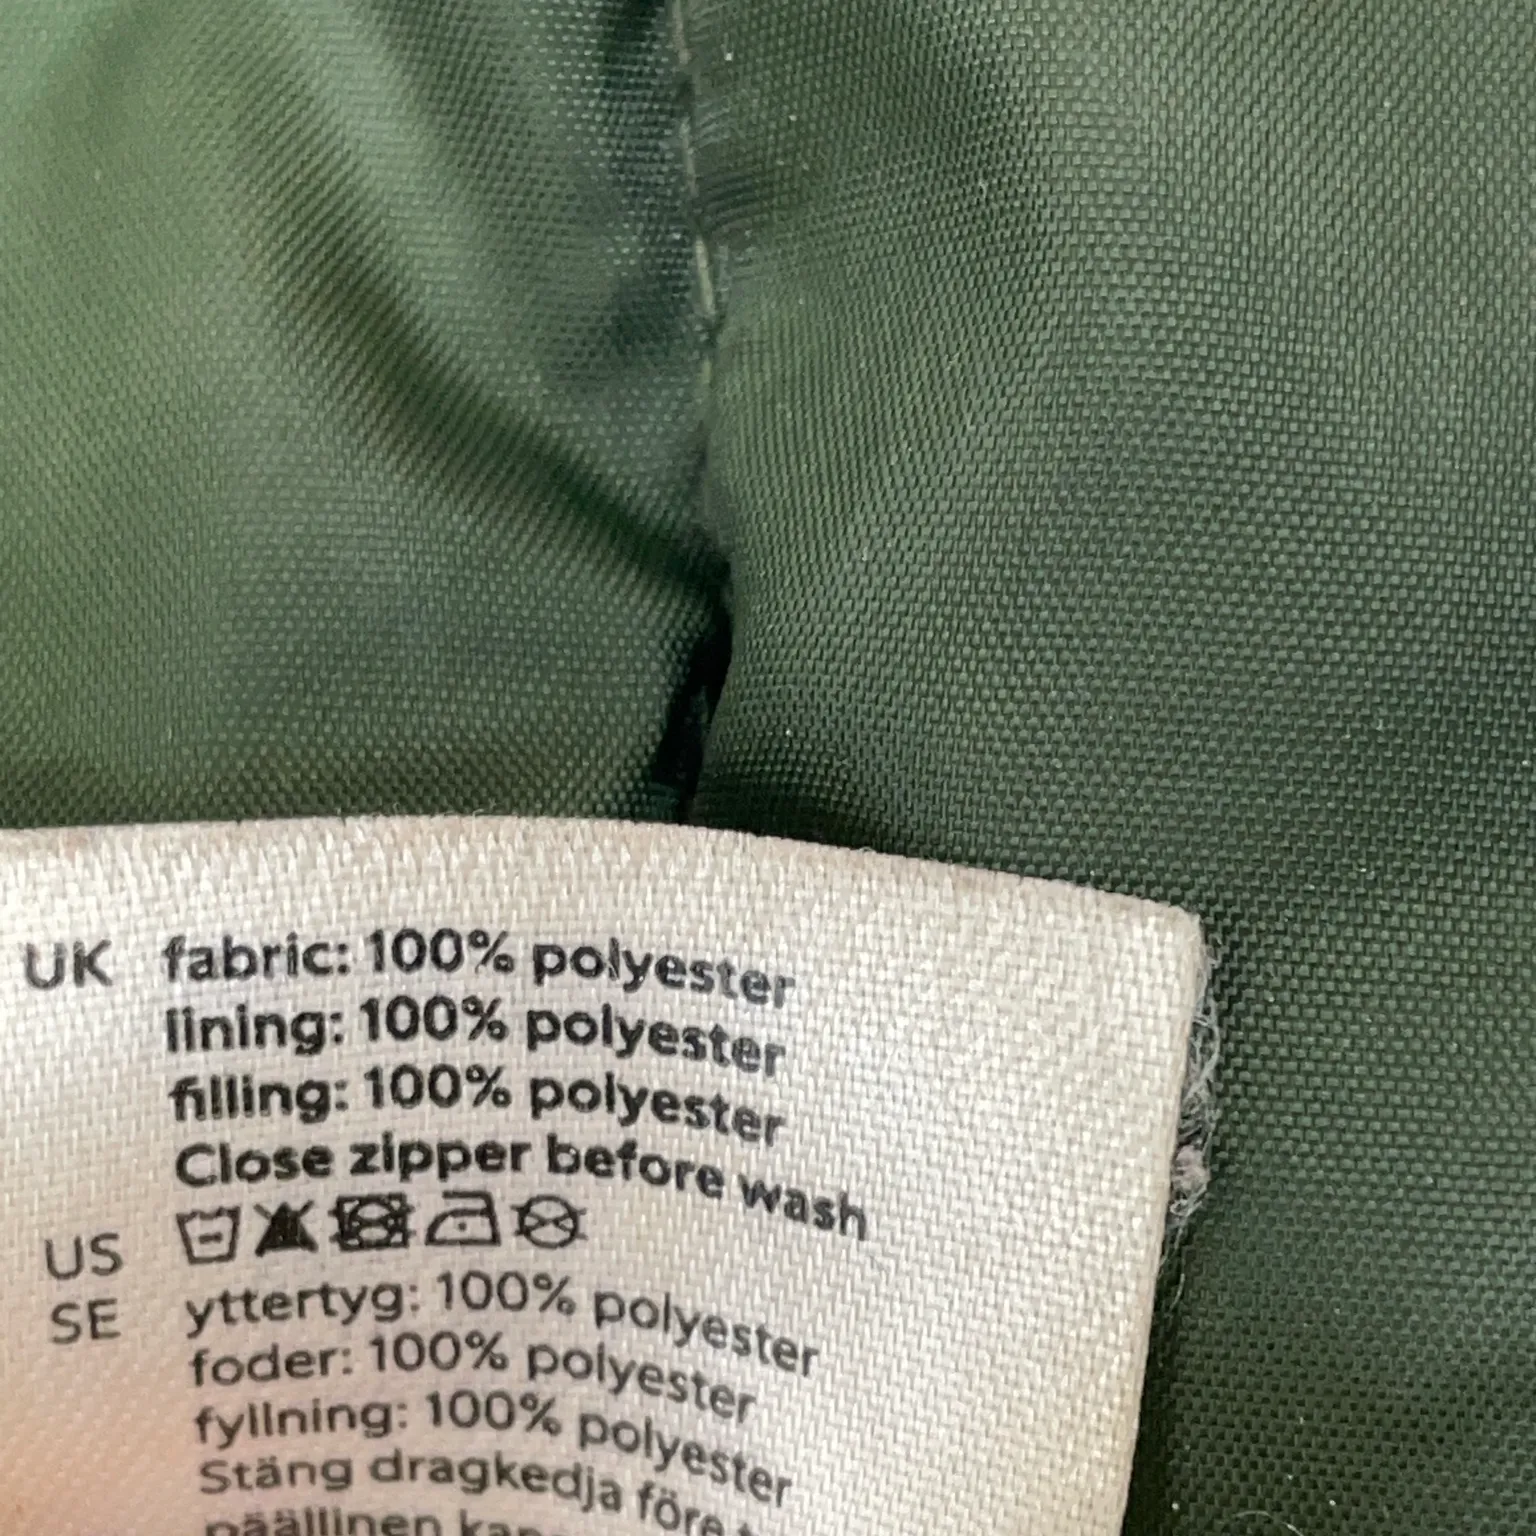 UK fabric: 100% polyester
lining: 100% polyester
filling: 100% polyester
Close zipper before wash
US
SE yttertyg: 100% polyester
foder: 100% polyester
fyllning: 100% polyester
Stäng dragkedja före
päällinen